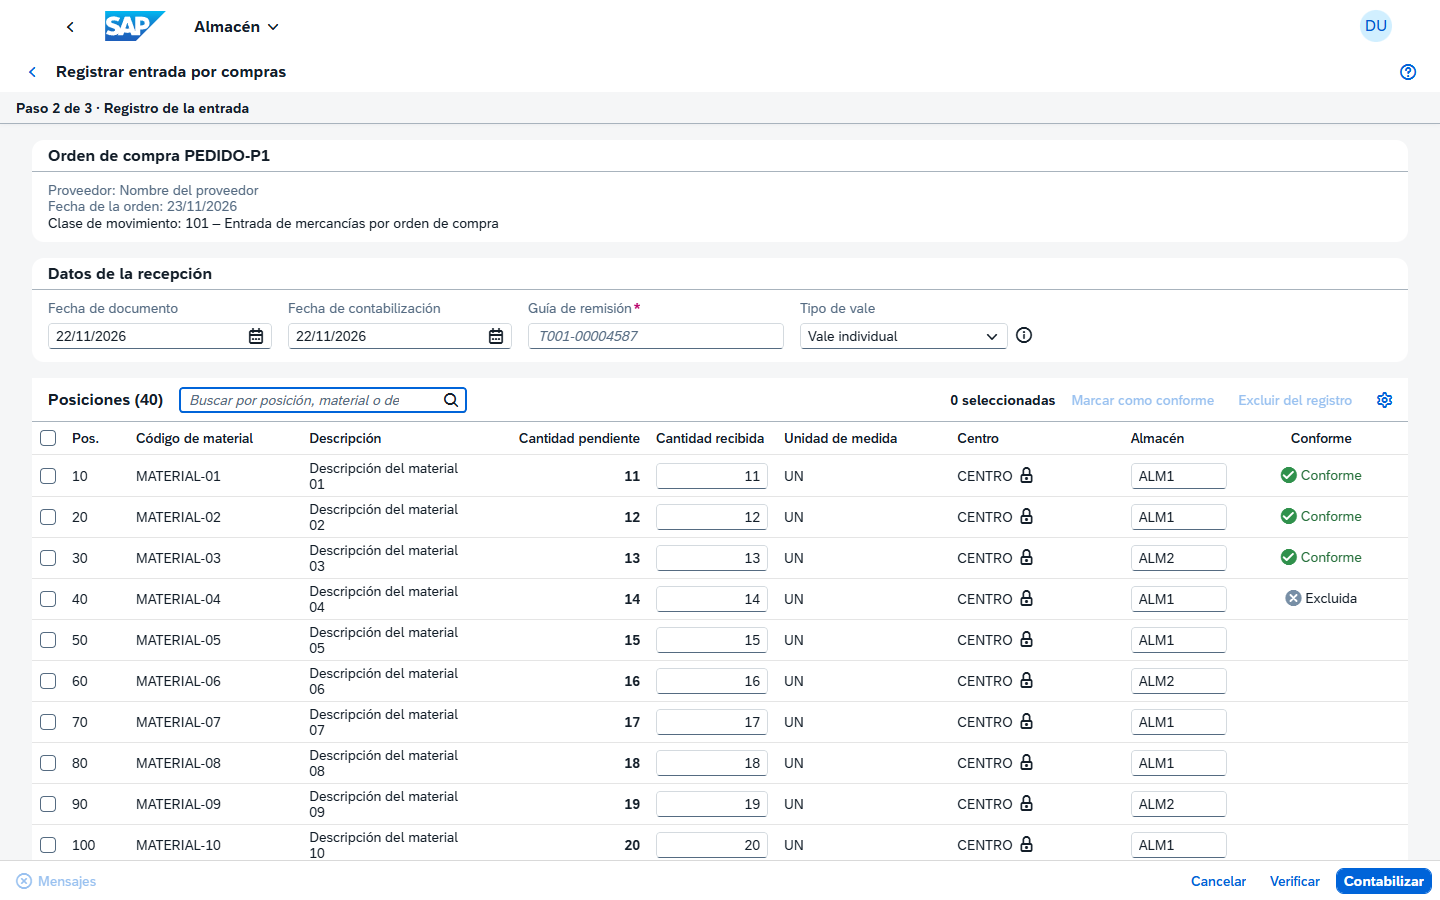 SAP Almacén DU
Registrar entrada por compras
Paso 2 de 3 · Registro de la entrada
Orden de compra PEDIDO-P1
Proveedor: Nombre del proveedor
Fecha de la orden: 23/11/2026
Clase de movimiento: 101 – Entrada de mercancías por orden de compra
Datos de la recepción
Fecha de documento Fecha de contabilización Guía de remisión* Tipo de vale
22/11/2026 22/11/2026 T001-00004587 Vale individual
Posiciones (40) Buscar por posición, material o de 0 seleccionadas Marcar como conforme Excluir del registro
Pos. Código de material Descripción Cantidad pendiente Cantidad recibida Unidad de medida Centro Almacén Conforme
10 MATERIAL-01 Descripción del material 01 11 11 UN CENTRO ALM1 Conforme
20 MATERIAL-02 Descripción del material 02 12 12 UN CENTRO ALM1 Conforme
30 MATERIAL-03 Descripción del material 03 13 13 UN CENTRO ALM2 Conforme
40 MATERIAL-04 Descripción del material 04 14 14 UN CENTRO ALM1 Excluida
50 MATERIAL-05 Descripción del material 05 15 15 UN CENTRO ALM1
60 MATERIAL-06 Descripción del material 06 16 16 UN CENTRO ALM2
70 MATERIAL-07 Descripción del material 07 17 17 UN CENTRO ALM1
80 MATERIAL-08 Descripción del material 08 18 18 UN CENTRO ALM1
90 MATERIAL-09 Descripción del material 09 19 19 UN CENTRO ALM2
100 MATERIAL-10 Descripción del material 10 20 20 UN CENTRO ALM1
Mensajes Cancelar Verificar Contabilizar